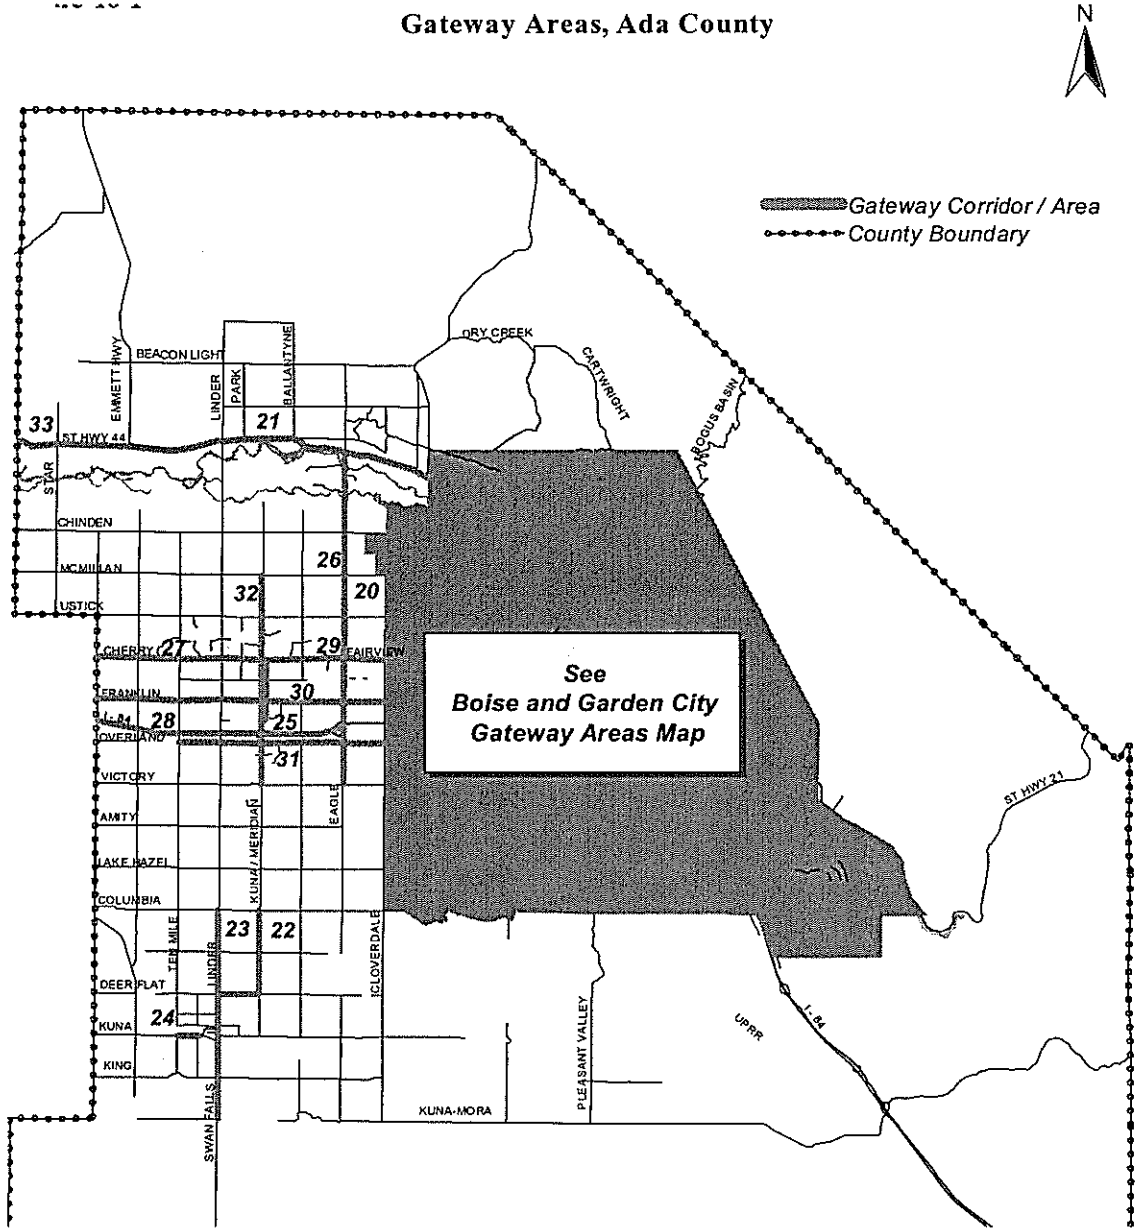 Gateway Areas, Ada County
N
Gateway Corridor / Area
County Boundary
DRY CREEK
CARTWRIGHT
BOGUS BASIN
EMMETT HWY
BEACON LIGHT
LINDER
PARK
BALLANTYNE
33
21
ST HWY 44
STAR
CHINDEN
26
MCMILLAN
32
20
USTICK
CHERRY
27
29
FAIRVIEW
See
Boise and Garden City
Gateway Areas Map
FRANKLIN
30
I-84
28
25
OVERLAND
31
VICTORY
EAGLE
ST HWY 21
AMITY
KUNA / MERIDIAN
LAKE HAZEL
COLUMBIA
TEN MILE
LINDER
23
22
CLOVERDALE
DEER FLAT
24
KUNA
PLEASANT VALLEY
UPRR
I-84
KING
SWAN FALLS
KUNA-MORA